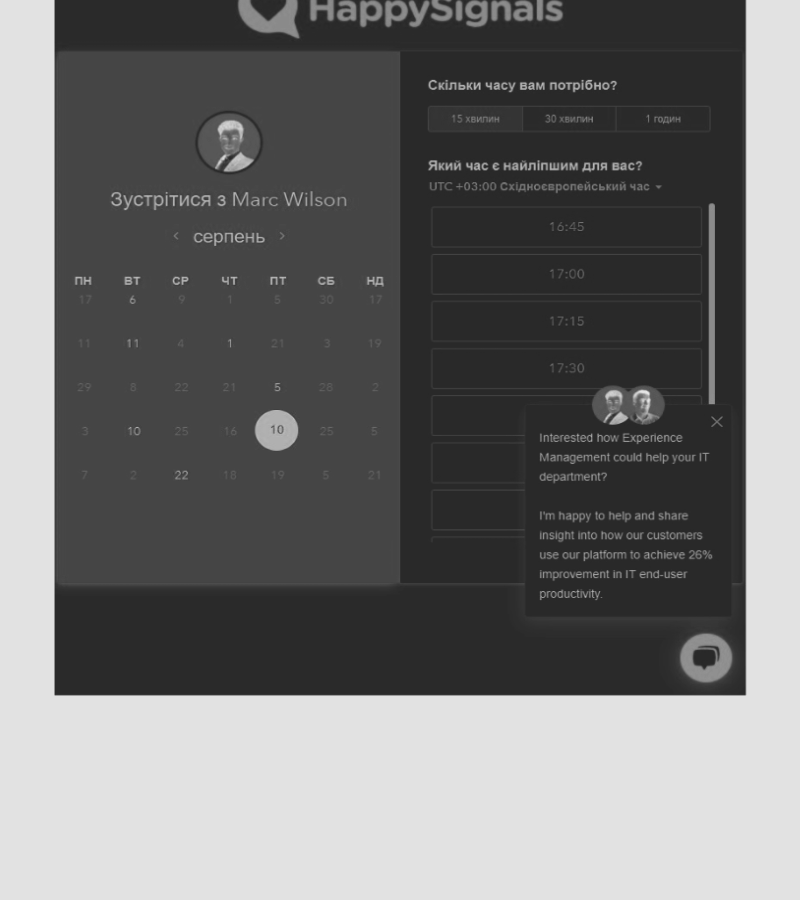 HappySignals
Зустрітися з Marc Wilson
серпень
ПН ВТ СР ЧТ ПТ СБ НД
17 6 9 1 5 30 17
11 11 4 1 21 3 19
29 8 22 21 5 28 2
3 10 25 16 10 25 5
7 2 22 18 19 5 21
Скільки часу вам потрібно?
15 хвилин 30 хвилин 1 годин
Який час є найліпшим для вас?
UTC +03:00 Східноєвропейський час
16:45
17:00
17:15
17:30
Interested how Experience
Management could help your IT
department?
I'm happy to help and share
insight into how our customers
use our platform to achieve 26%
improvement in IT end-user
productivity.